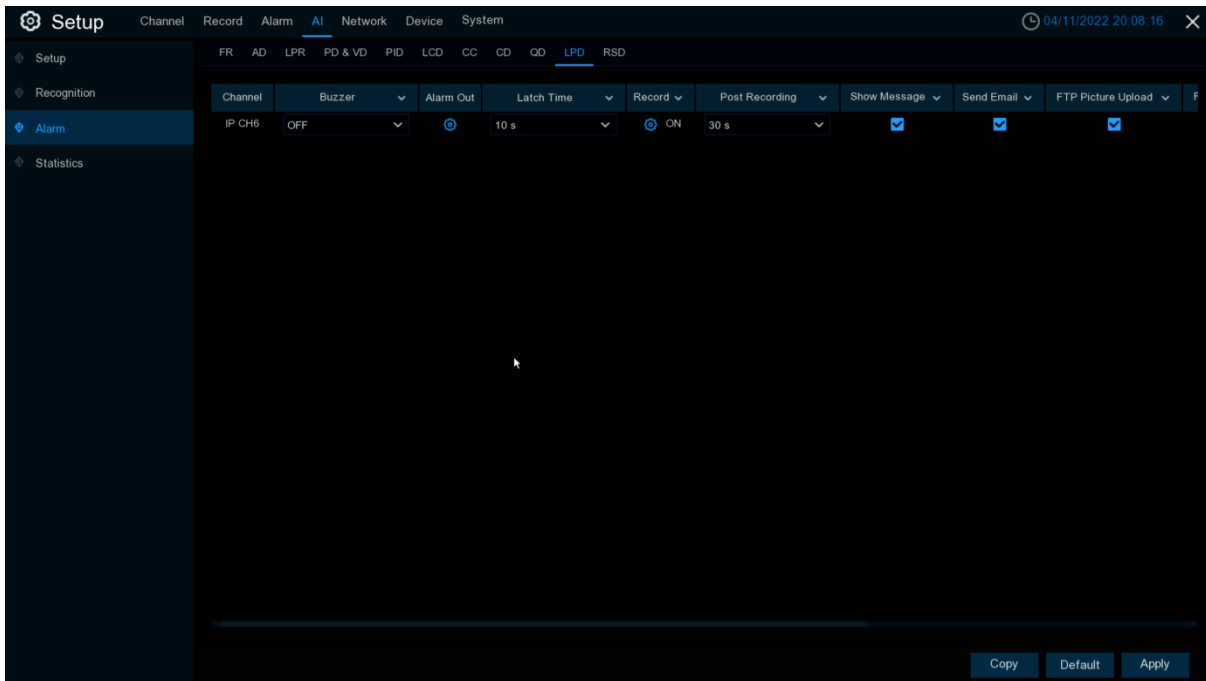 Setup Channel Record Alarm AI Network Device System 04/11/2022 20:08:16
FR AD LPR PD & VD PID LCD CC CD QD LPD RSD
Setup
Recognition
Alarm
Statistics
Channel Buzzer Alarm Out Latch Time Record Post Recording Show Message Send Email FTP Picture Upload F
IP CH6 OFF 10 s ON 30 s
Copy Default Apply